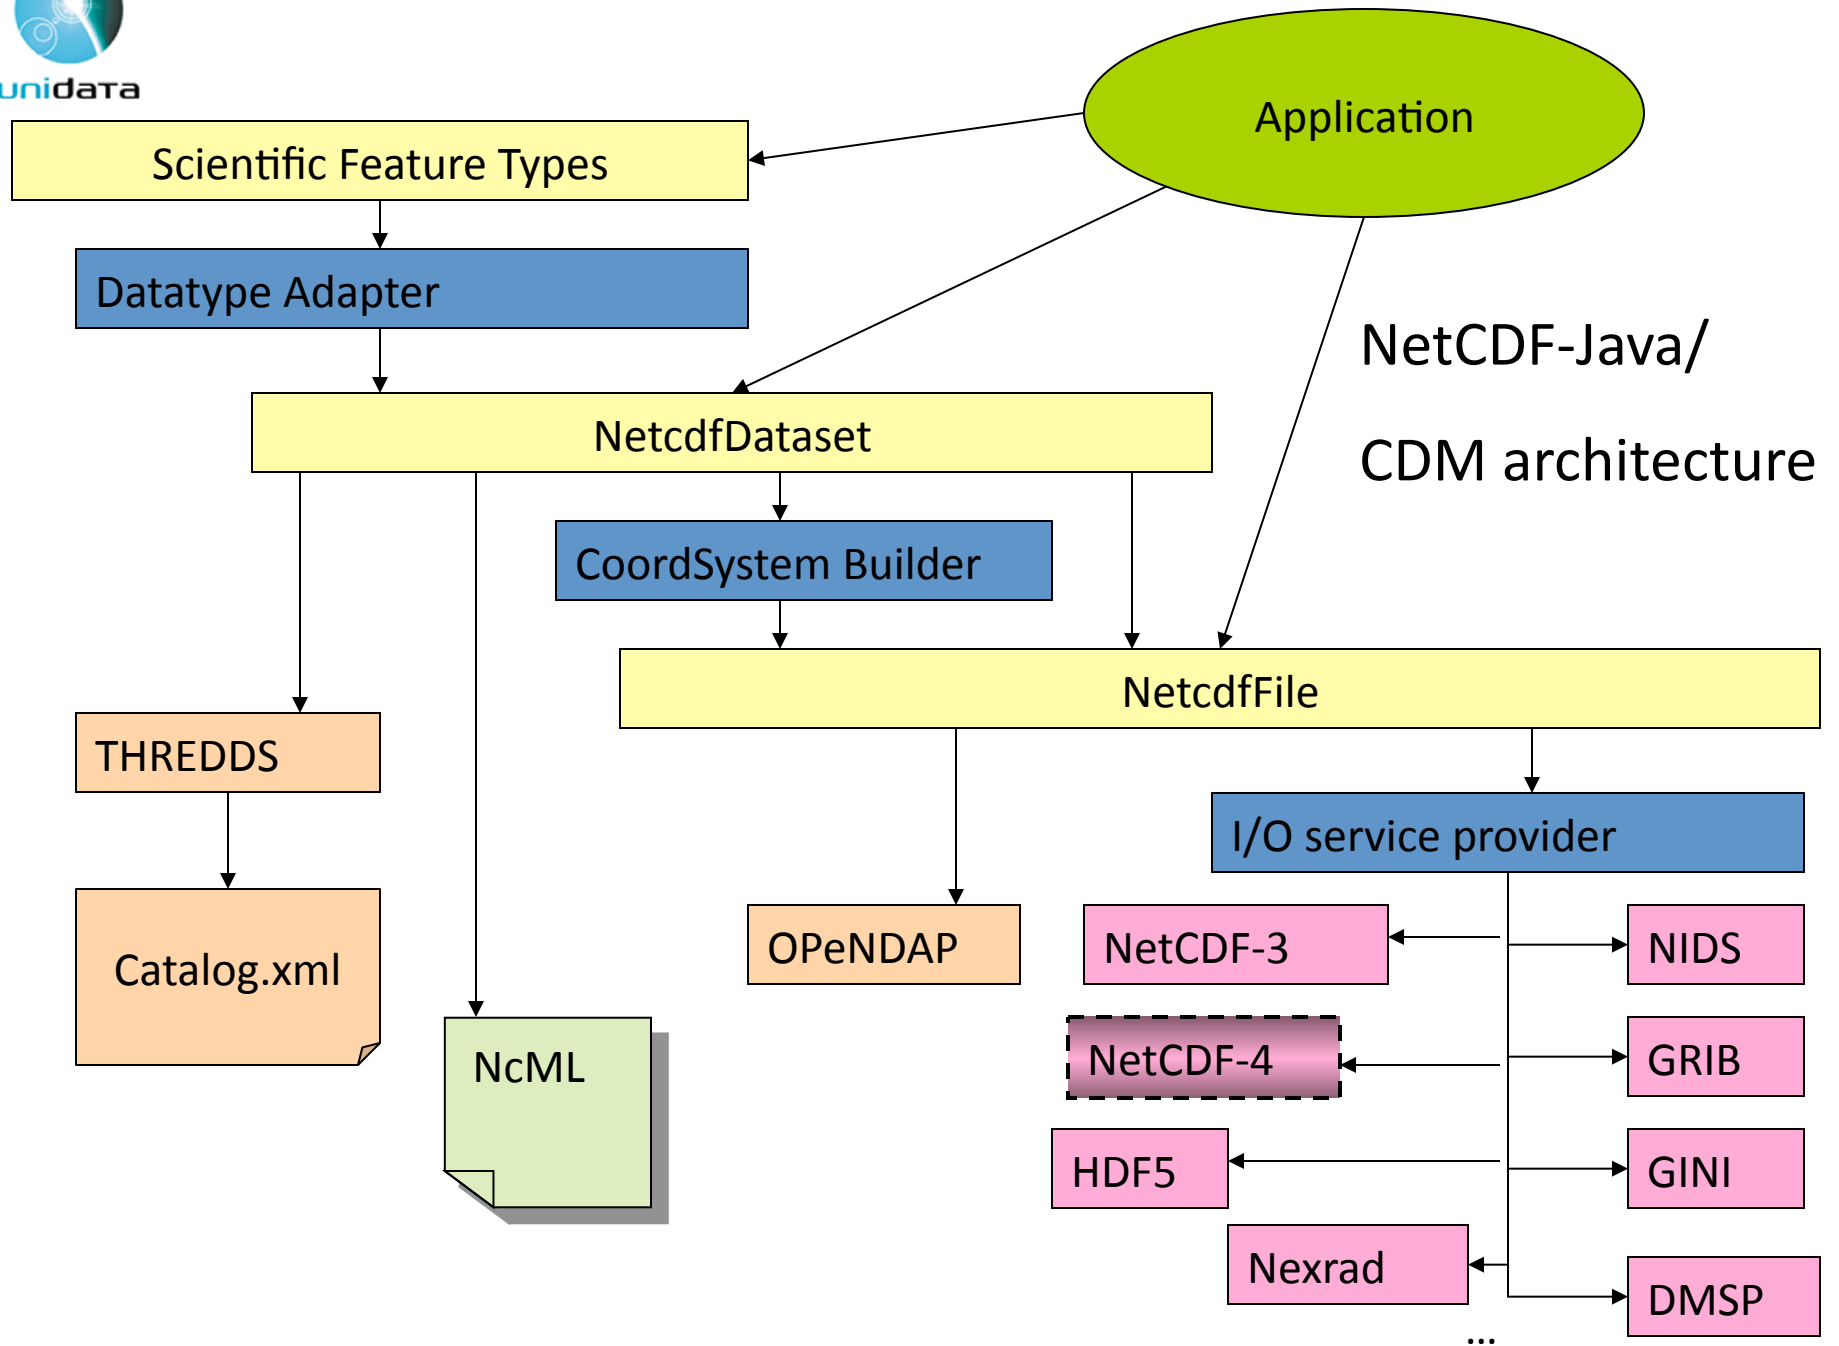 unidata
Application
Scientific Feature Types
Datatype Adapter
NetCDF-Java/
CDM architecture
NetcdfDataset
CoordSystem Builder
NetcdfFile
THREDDS
I/O service provider
Catalog.xml
OPeNDAP
NetCDF-3
NIDS
NcML
NetCDF-4
GRIB
HDF5
GINI
Nexrad
DMSP
...